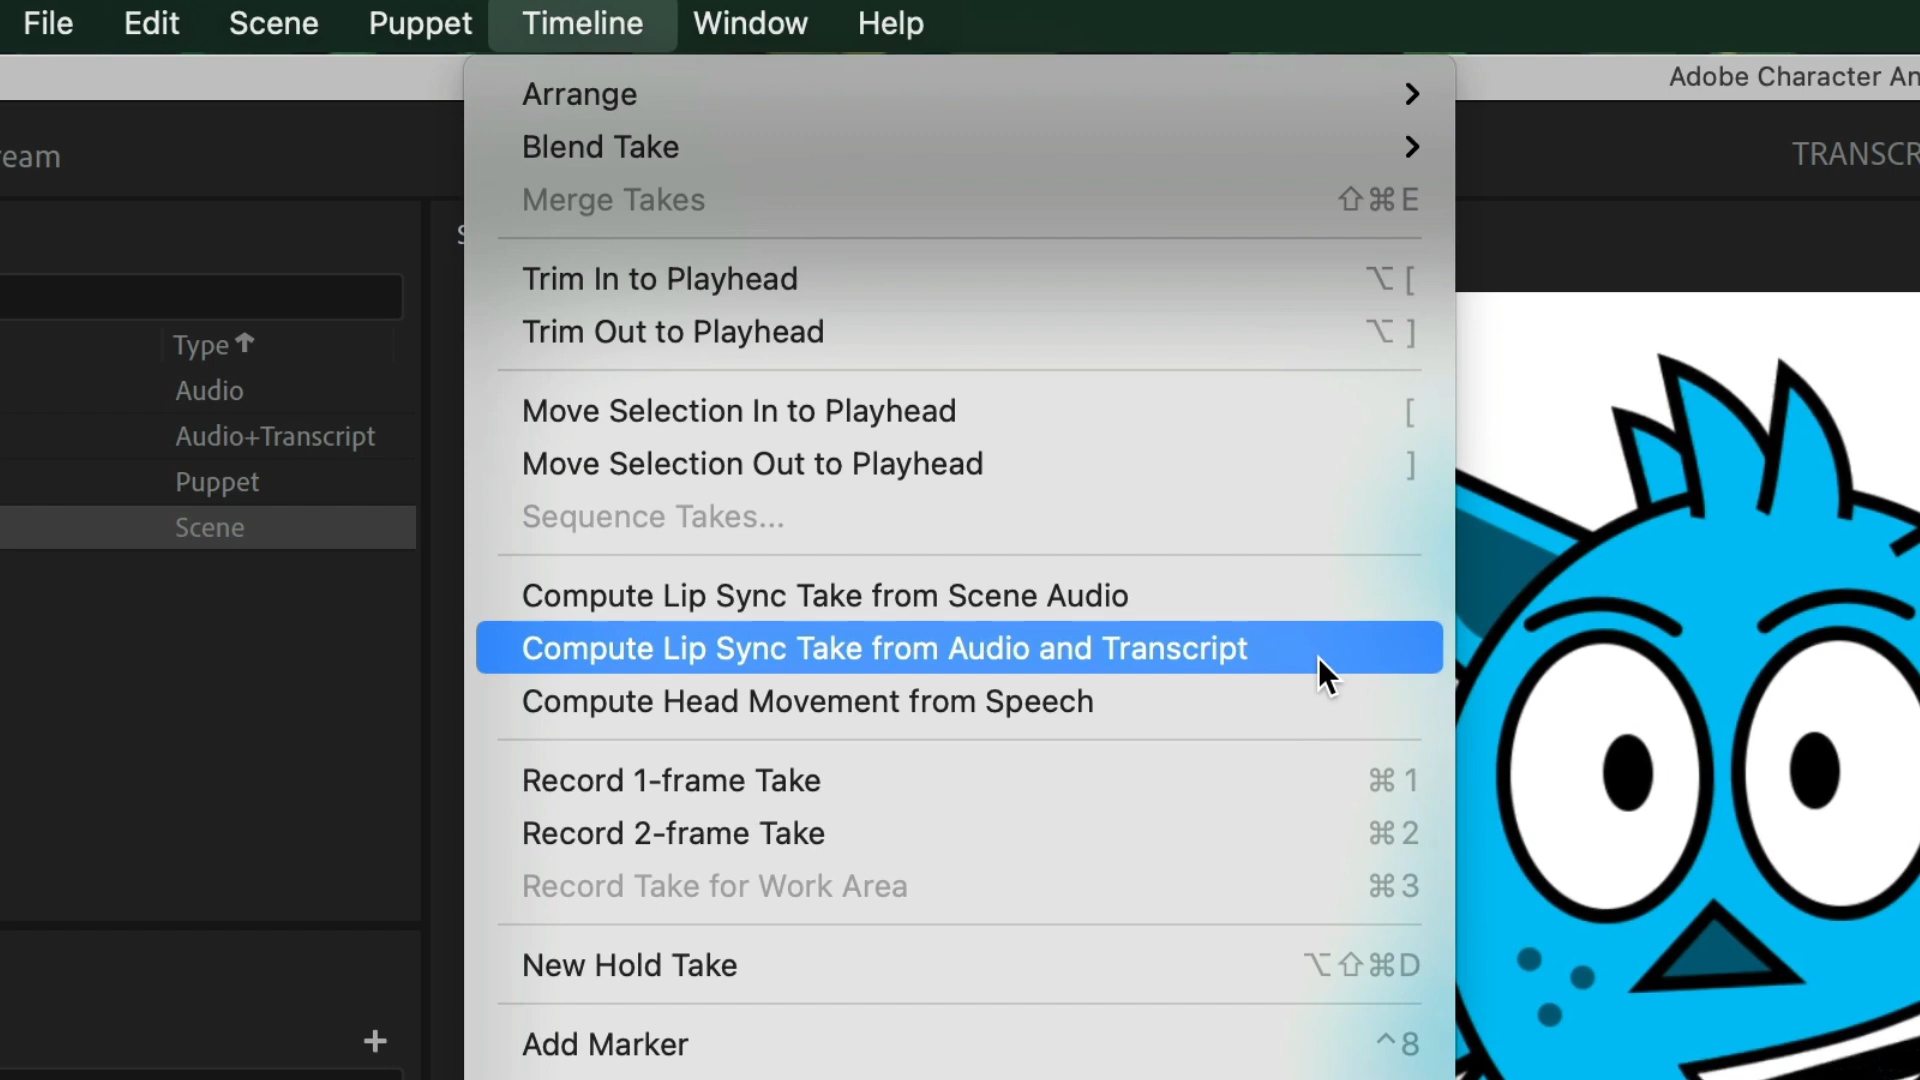 File Edit Scene Puppet Timeline Window Help
Adobe Character An
ream
TRANSCR
Type
Audio
Audio+Transcript
Puppet
Scene
Arrange
Blend Take
Merge Takes ⇧⌘E
Trim In to Playhead ⌥ [
Trim Out to Playhead ⌥ ]
Move Selection In to Playhead [
Move Selection Out to Playhead ]
Sequence Takes...
Compute Lip Sync Take from Scene Audio
Compute Lip Sync Take from Audio and Transcript
Compute Head Movement from Speech
Record 1-frame Take ⌘1
Record 2-frame Take ⌘2
Record Take for Work Area ⌘3
New Hold Take ⌥⇧⌘D
Add Marker ^8